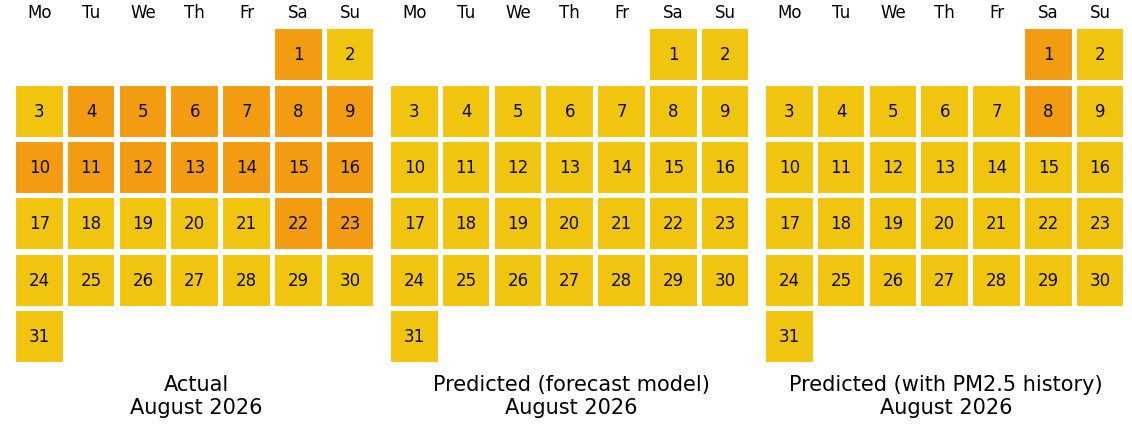 Mo Tu We Th Fr Sa Su
1 2
3 4 5 6 7 8 9
10 11 12 13 14 15 16
17 18 19 20 21 22 23
24 25 26 27 28 29 30
31
Actual
August 2026
Mo Tu We Th Fr Sa Su
1 2
3 4 5 6 7 8 9
10 11 12 13 14 15 16
17 18 19 20 21 22 23
24 25 26 27 28 29 30
31
Predicted (forecast model)
August 2026
Mo Tu We Th Fr Sa Su
1 2
3 4 5 6 7 8 9
10 11 12 13 14 15 16
17 18 19 20 21 22 23
24 25 26 27 28 29 30
31
Predicted (with PM2.5 history)
August 2026